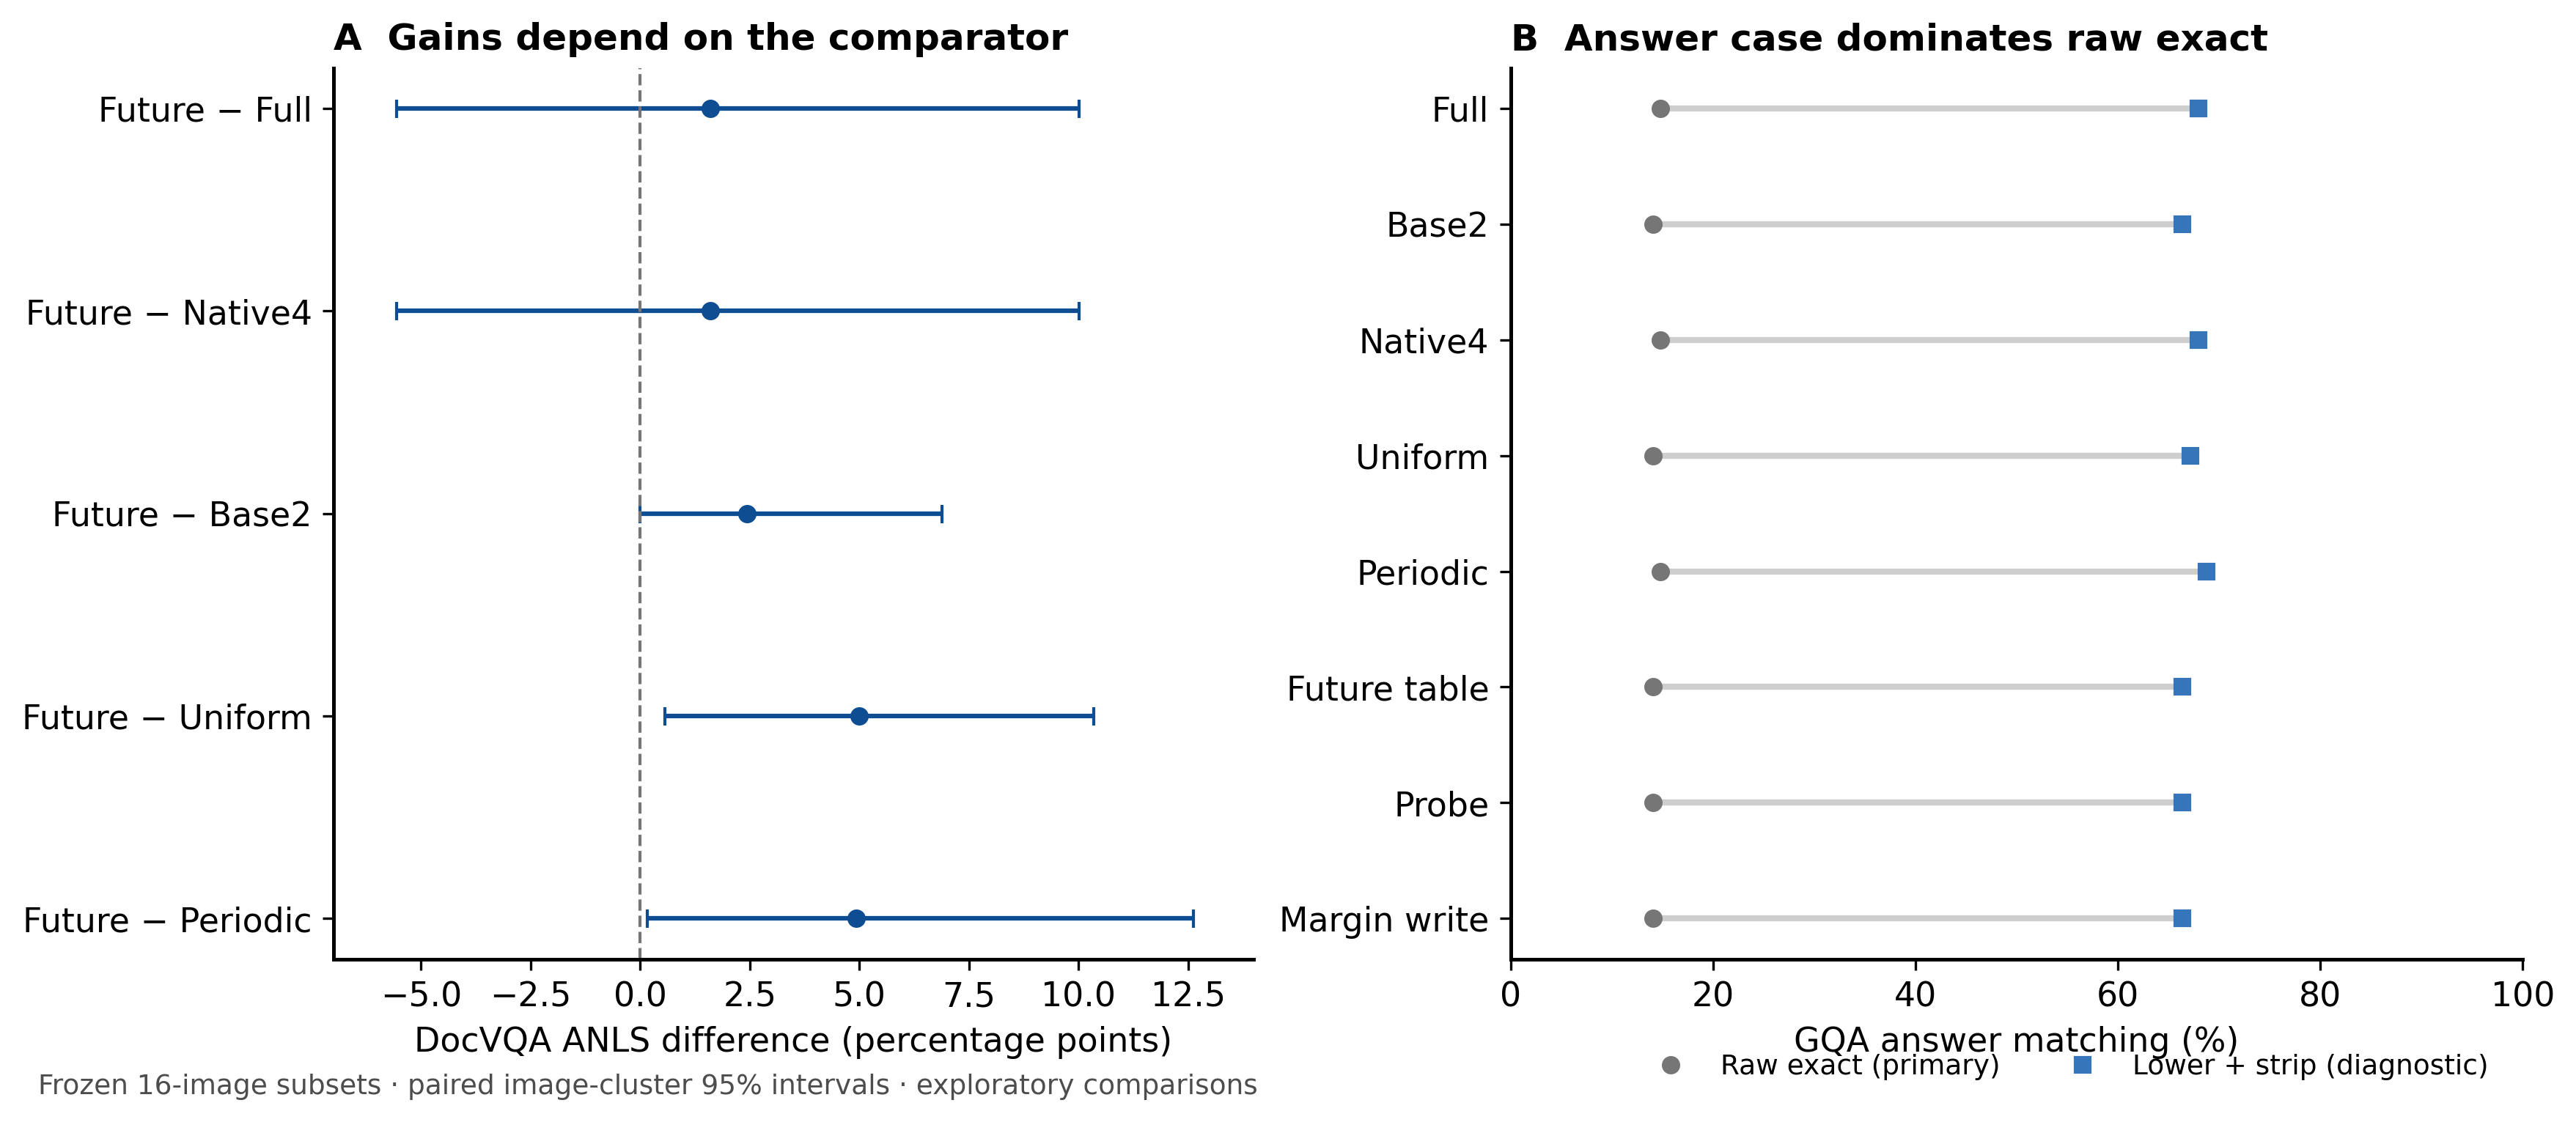 A Gains depend on the comparator
Future − Full
Future − Native4
Future − Base2
Future − Uniform
Future − Periodic
−5.0 −2.5 0.0 2.5 5.0 7.5 10.0 12.5
DocVQA ANLS difference (percentage points)
Frozen 16-image subsets · paired image-cluster 95% intervals · exploratory comparisons
B Answer case dominates raw exact
Full
Base2
Native4
Uniform
Periodic
Future table
Probe
Margin write
0 20 40 60 80 100
GQA answer matching (%)
Raw exact (primary) Lower + strip (diagnostic)